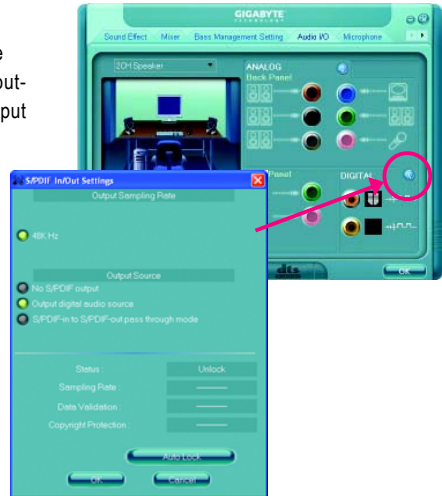 e
out-
put
GIGABYTE
Sound Effect Mixer Bass Management Setting Audio I/O Microphone
2CH Speaker
ANALOG
Back Panel
Panel
DIGITAL
dts
OK
S/PDIF In/Out Settings
Output Sampling Rate
48K Hz
Output Source
No S/PDIF output
Output digital audio source
S/PDIF-in to S/PDIF-out pass through mode
Status : Unlock
Sampling Rate :
Data Validation :
Copyright Protection :
Auto Lock
OK Cancel